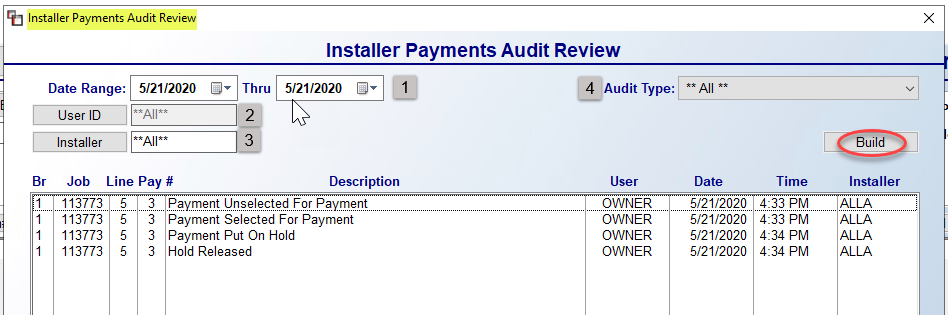 Installer Payments Audit Review
Installer Payments Audit Review
Date Range: 5/21/2020 Thru 5/21/2020 1 4 Audit Type: ** All **
User ID **All** 2
Installer **All** 3
Build
Br Job Line Pay # Description User Date Time Installer
1 113773 5 3 Payment Unselected For Payment OWNER 5/21/2020 4:33 PM ALLA
1 113773 5 3 Payment Selected For Payment OWNER 5/21/2020 4:33 PM ALLA
1 113773 5 3 Payment Put On Hold OWNER 5/21/2020 4:34 PM ALLA
1 113773 5 3 Hold Released OWNER 5/21/2020 4:34 PM ALLA